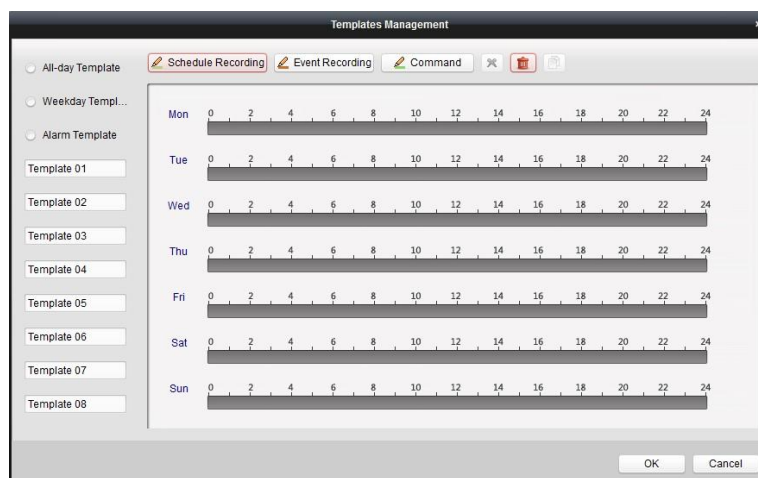 Templates Management
All-day Template
Weekday Templ...
Alarm Template
Template 01
Template 02
Template 03
Template 04
Template 05
Template 06
Template 07
Template 08
Schedule Recording Event Recording Command
Mon 0 2 4 6 8 10 12 14 16 18 20 22 24
Tue 0 2 4 6 8 10 12 14 16 18 20 22 24
Wed 0 2 4 6 8 10 12 14 16 18 20 22 24
Thu 0 2 4 6 8 10 12 14 16 18 20 22 24
Fri 0 2 4 6 8 10 12 14 16 18 20 22 24
Sat 0 2 4 6 8 10 12 14 16 18 20 22 24
Sun 0 2 4 6 8 10 12 14 16 18 20 22 24
OK Cancel